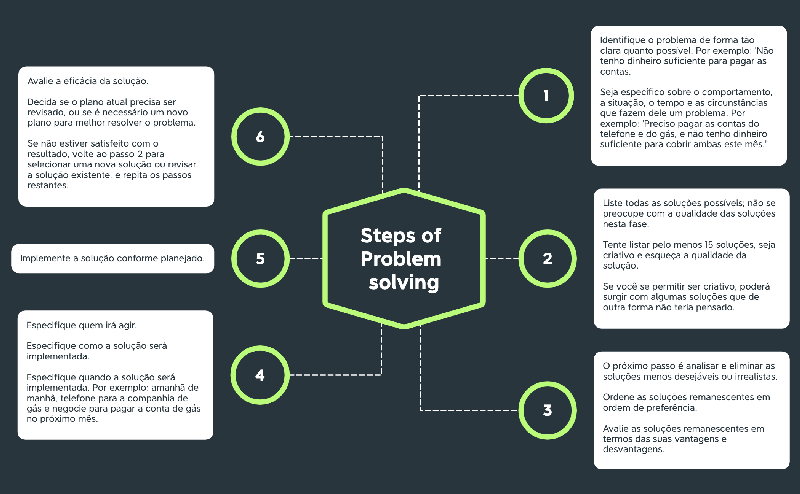 Steps of
Problem
solving
1
Identifique o problema de forma tão
clara quanto possível. Por exemplo: 'Não
tenho dinheiro suficiente para pagar as
contas.
Seja específico sobre o comportamento,
a situação, o tempo e as circunstâncias
que fazem dele um problema. Por
exemplo: 'Preciso pagar as contas do
telefone e do gás, e não tenho dinheiro
suficiente para cobrir ambas este mês.'
2
Liste todas as soluções possíveis; não se
preocupe com a qualidade das soluções
nesta fase.
Tente listar pelo menos 15 soluções, seja
criativo e esqueça a qualidade da
solução.
Se você se permitir ser criativo, poderá
surgir com algumas soluções que de
outra forma não teria pensado.
3
O próximo passo é analisar e eliminar as
soluções menos desejáveis ou irrealistas.
Ordene as soluções remanescentes em
ordem de preferência.
Avalie as soluções remanescentes em
termos das suas vantagens e
desvantagens.
4
Especifique quem irá agir.
Especifique como a solução será
implementada.
Especifique quando a solução será
implementada. Por exemplo: amanhã de
manhã, telefone para a companhia de
gás e negocie para pagar a conta de gás
no próximo mês.
5
Implemente a solução conforme planejado.
6
Avalie a eficácia da solução.
Decida se o plano atual precisa ser
revisado, ou se é necessário um novo
plano para melhor resolver o problema.
Se não estiver satisfeito com o
resultado, volte ao passo 2 para
selecionar uma nova solução ou revisar
a solução existente, e repita os passos
restantes.